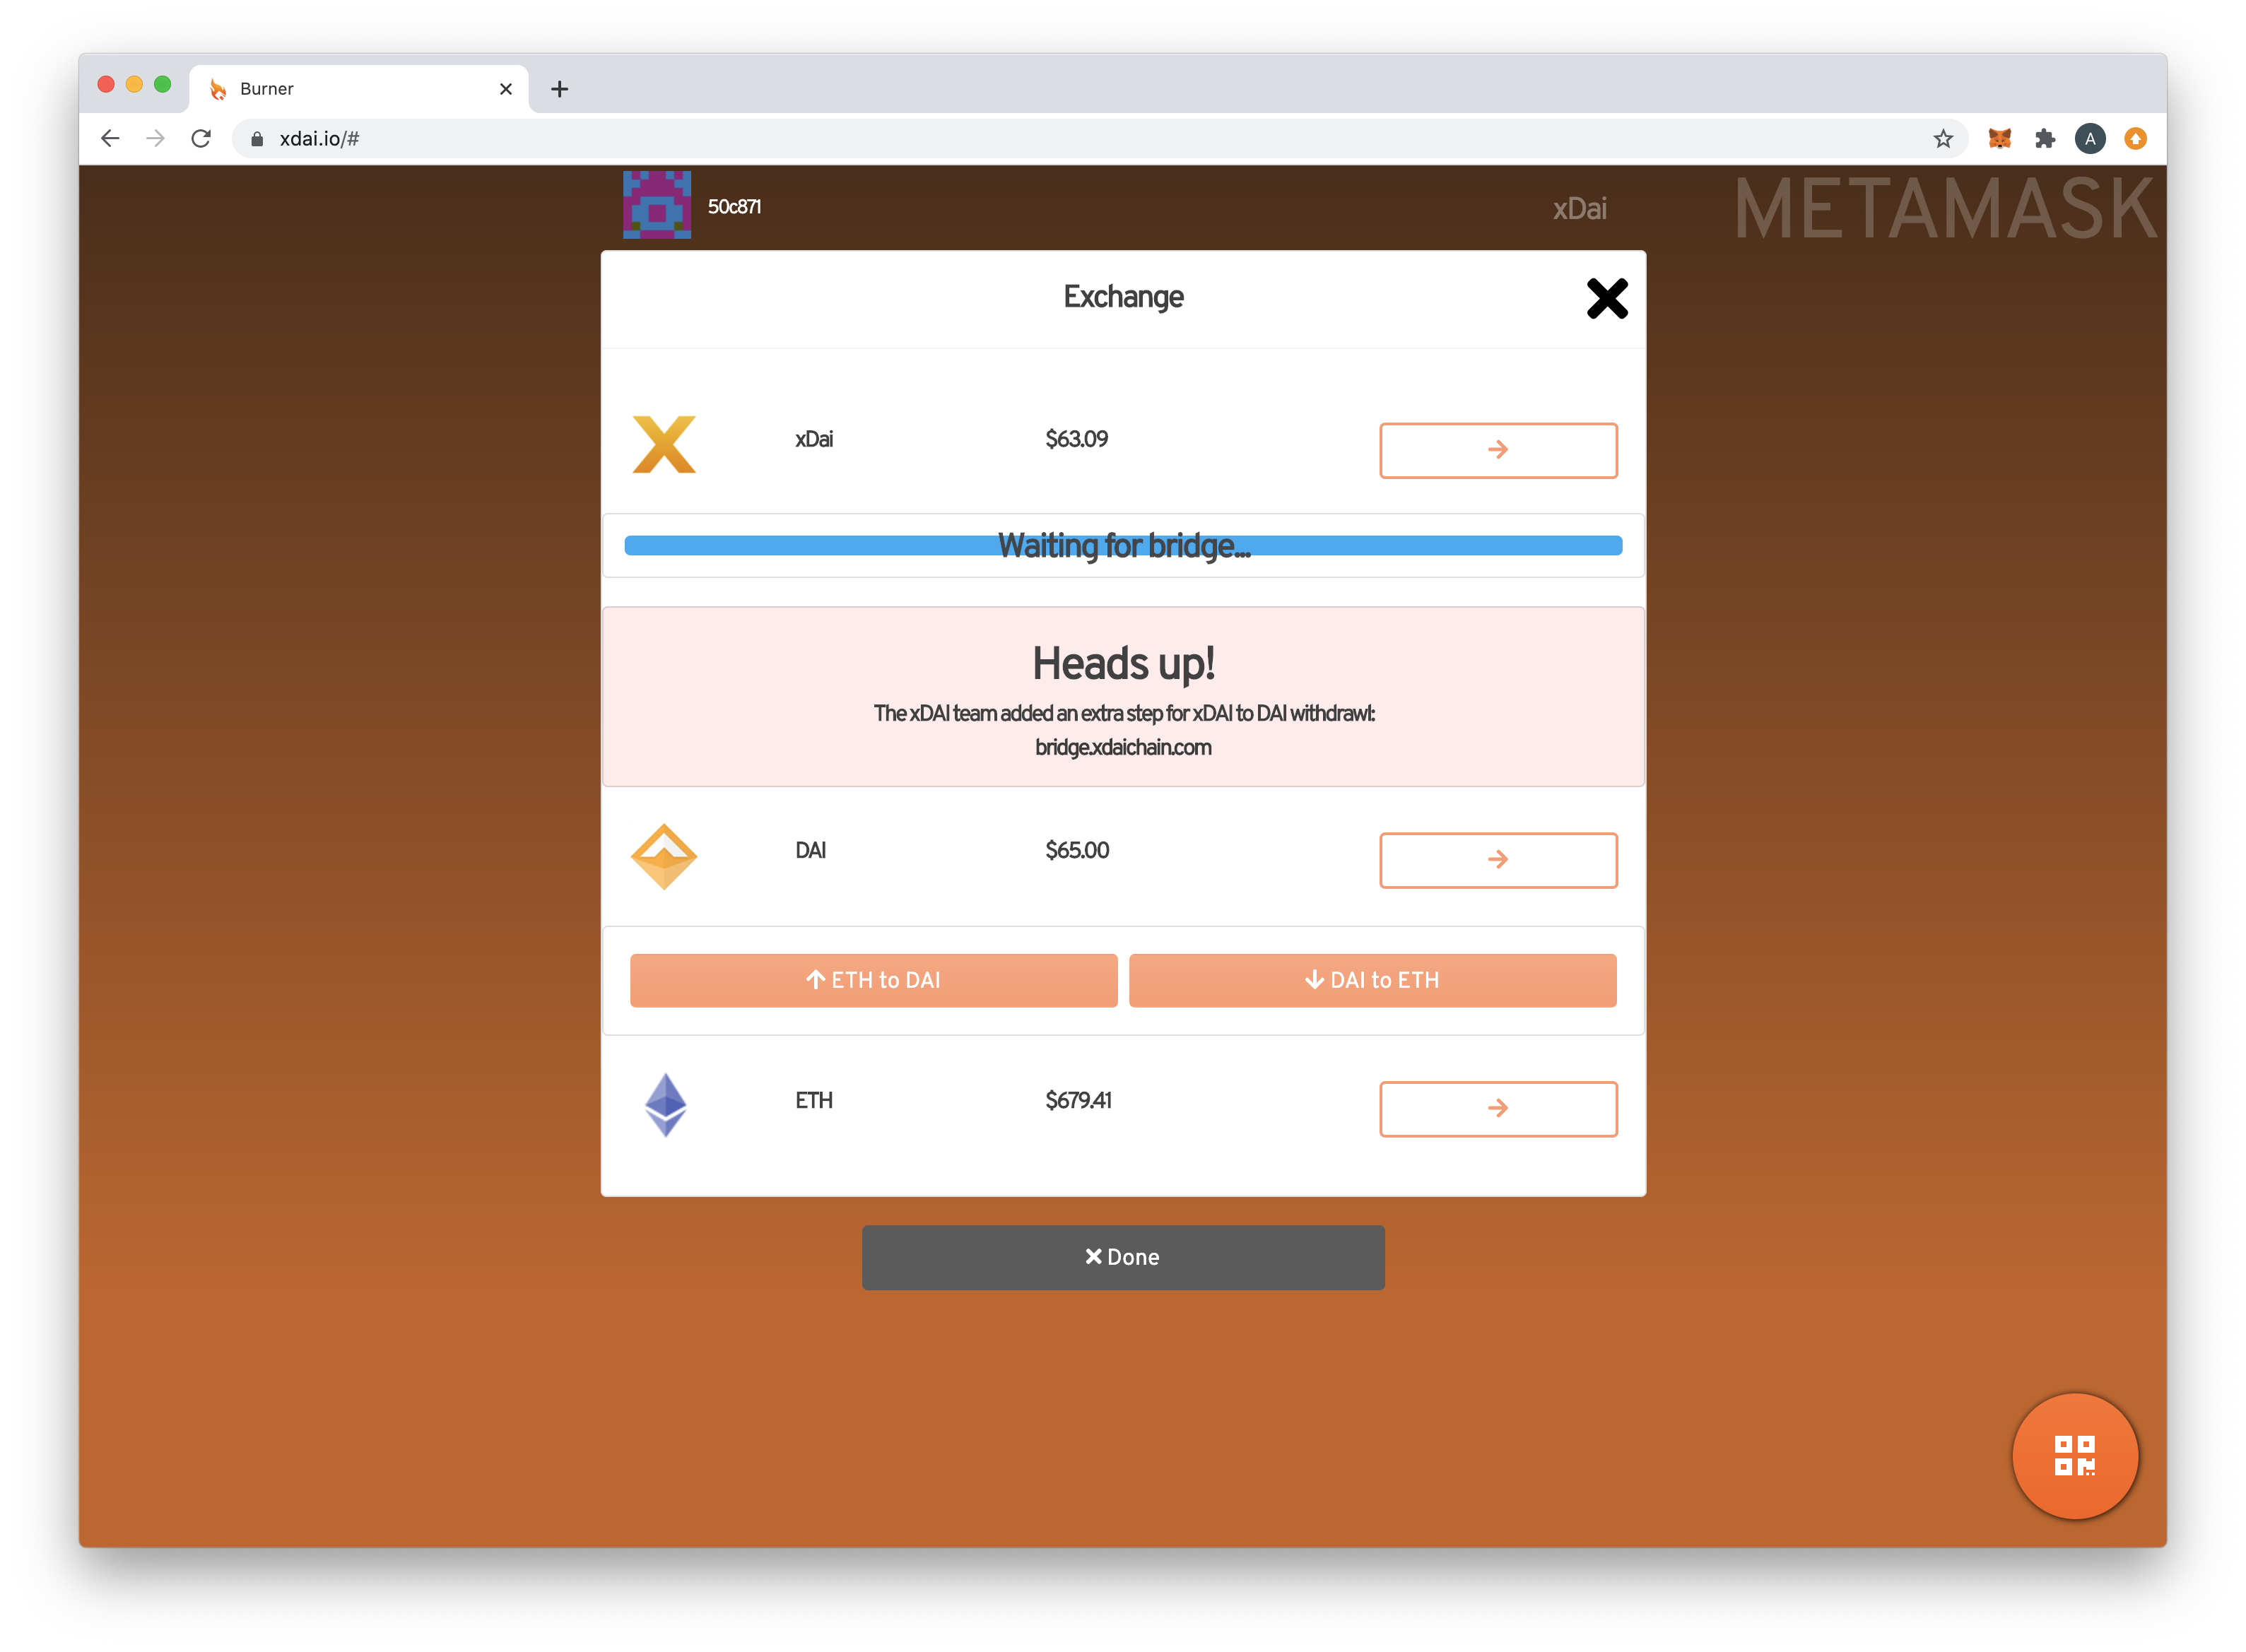 Burner
xdai.io/#
A
50c871
xDai
METAMASK
Exchange
xDai $63.09
Waiting for bridge...
Heads up!
The xDAI team added an extra step for xDAI to DAI withdrawl:
bridge.xdaichain.com
DAI $65.00
ETH to DAI
DAI to ETH
ETH $679.41
Done